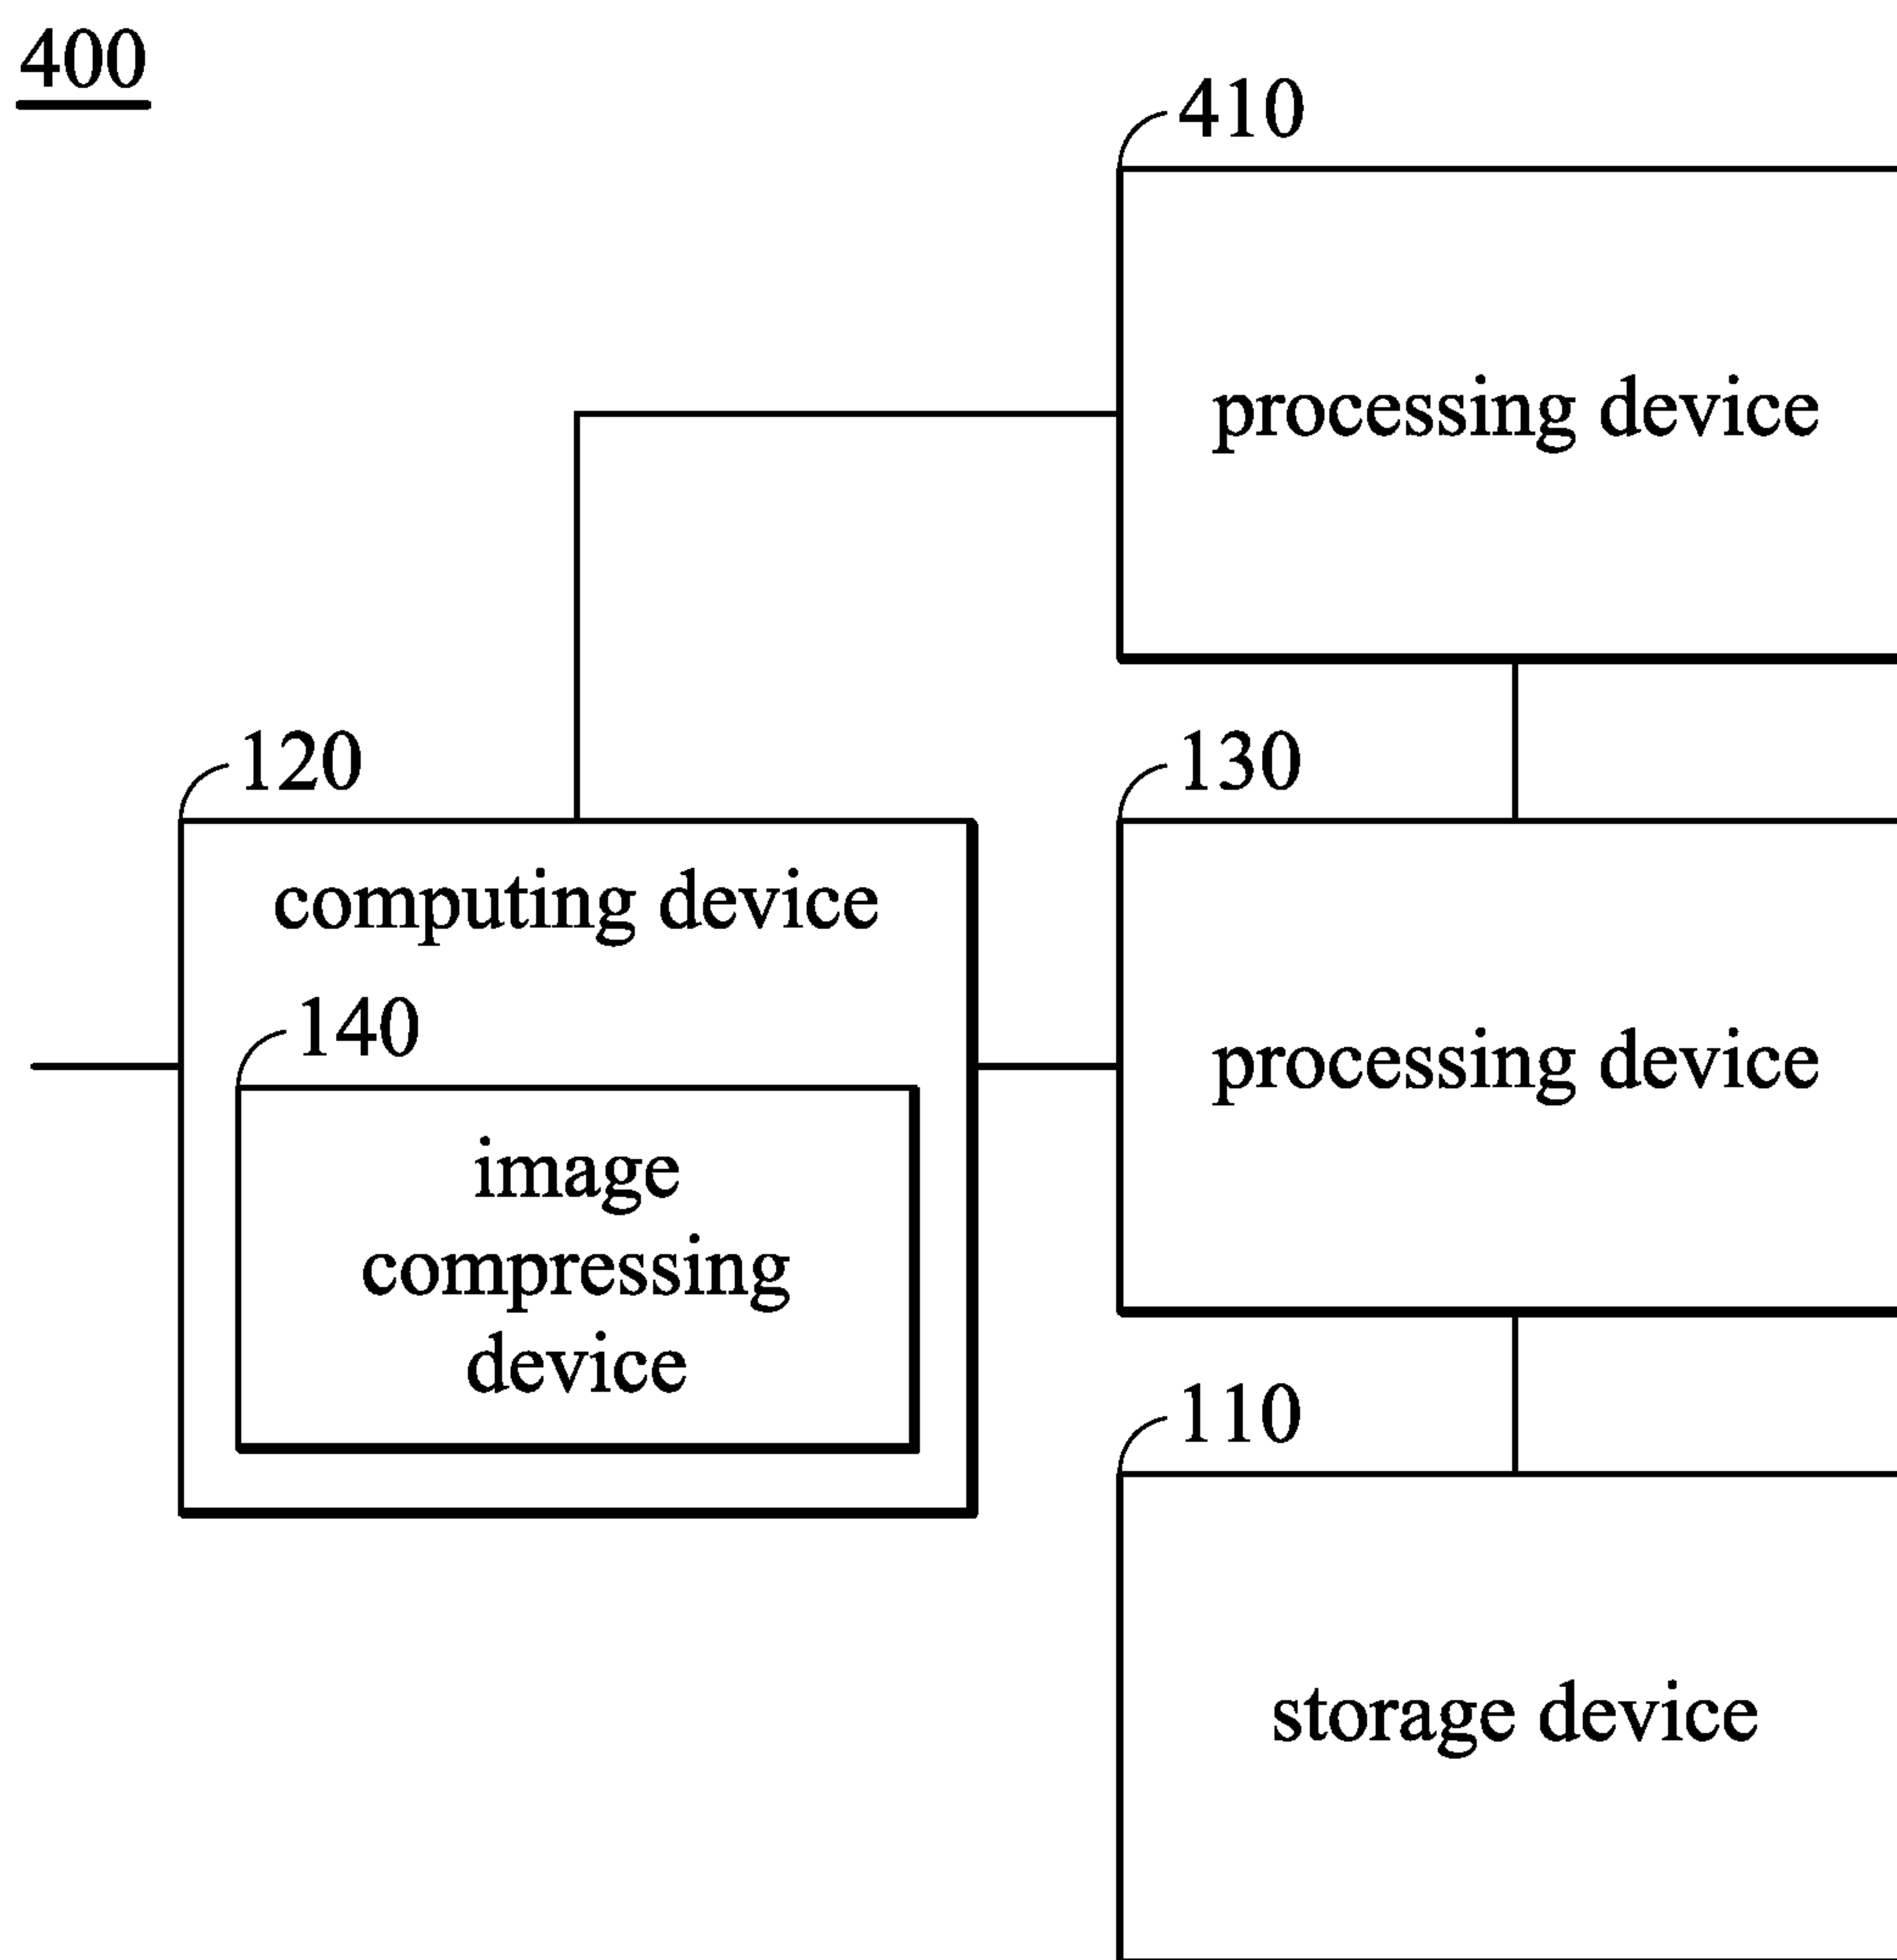 400
410
processing device
120
130
computing device
140
processing device
image
compressing
device
110
storage device